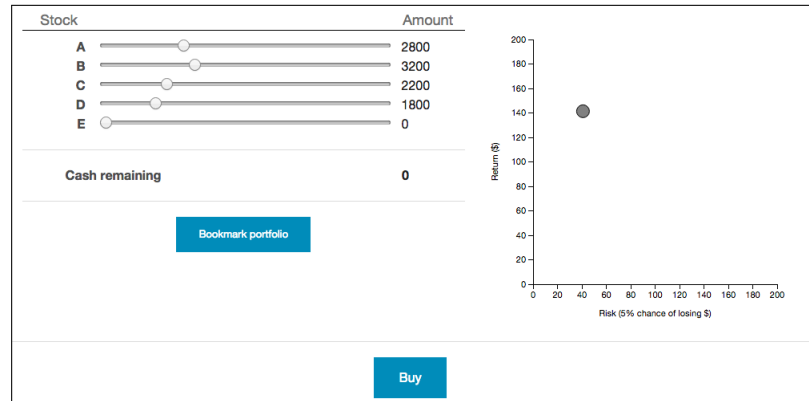 Stock Amount
A 2800
B 3200
C 2200
D 1800
E 0
Cash remaining 0
Bookmark portfolio
Return ($)
200
180
160
140
120
100
80
60
40
20
0
0 20 40 60 80 100 120 140 160 180 200
Risk (5% chance of losing $)
Buy